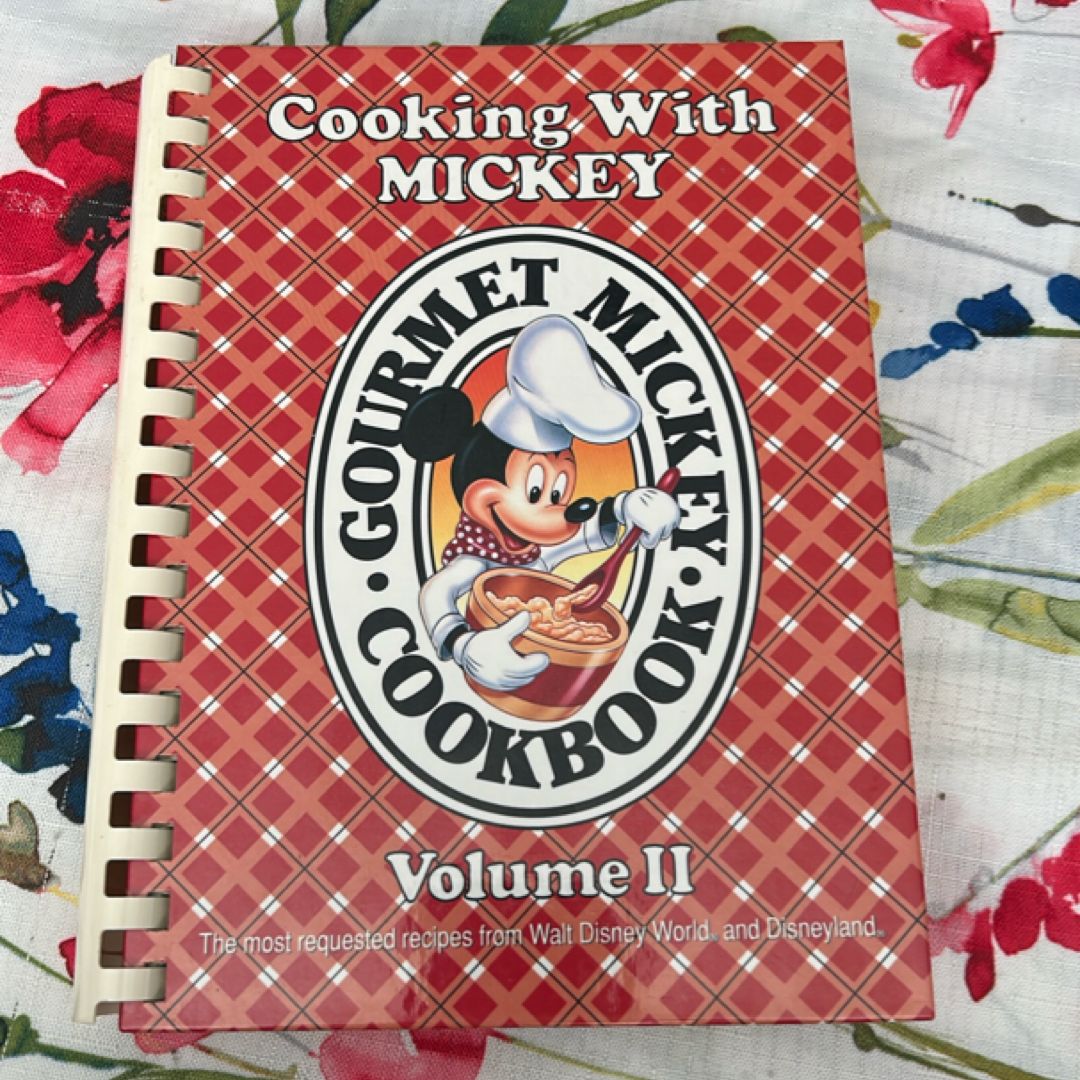 Cooking With
MICKEY
GOURMET MICKEY
• COOKBOOK •
Volume II
The most requested recipes from Walt Disney World® and Disneyland®